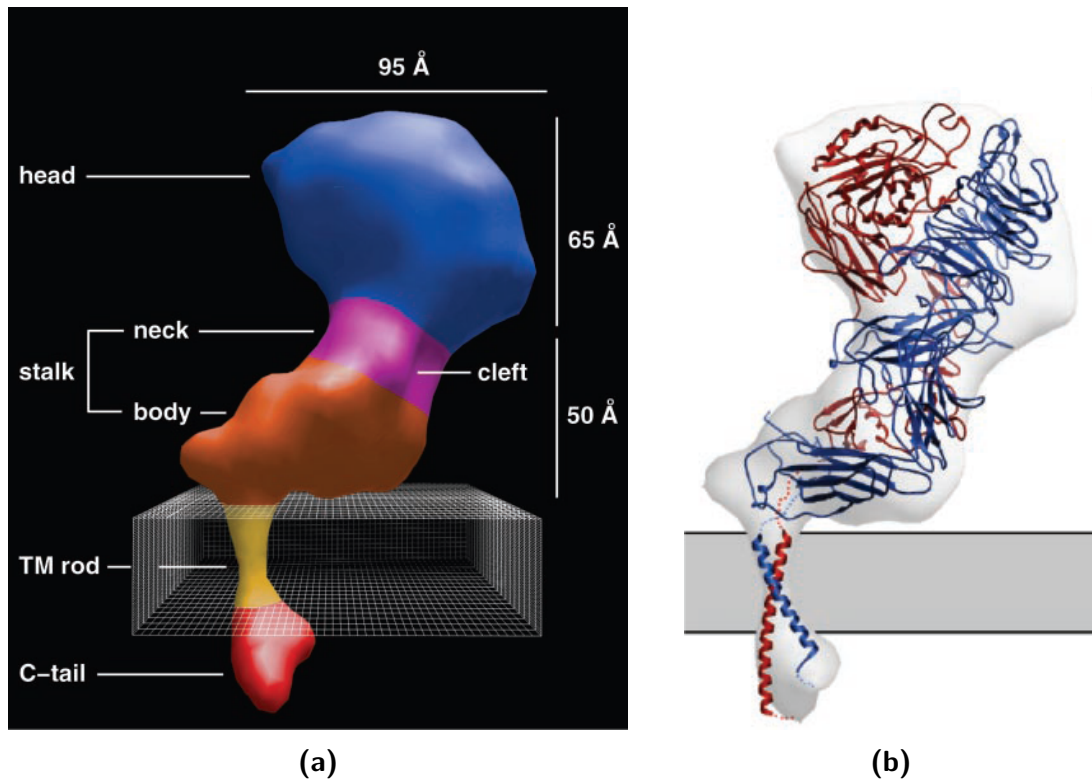 95 Å
head
65 Å
neck
stalk
cleft
body
50 Å
TM rod
C–tail
(a)
(b)